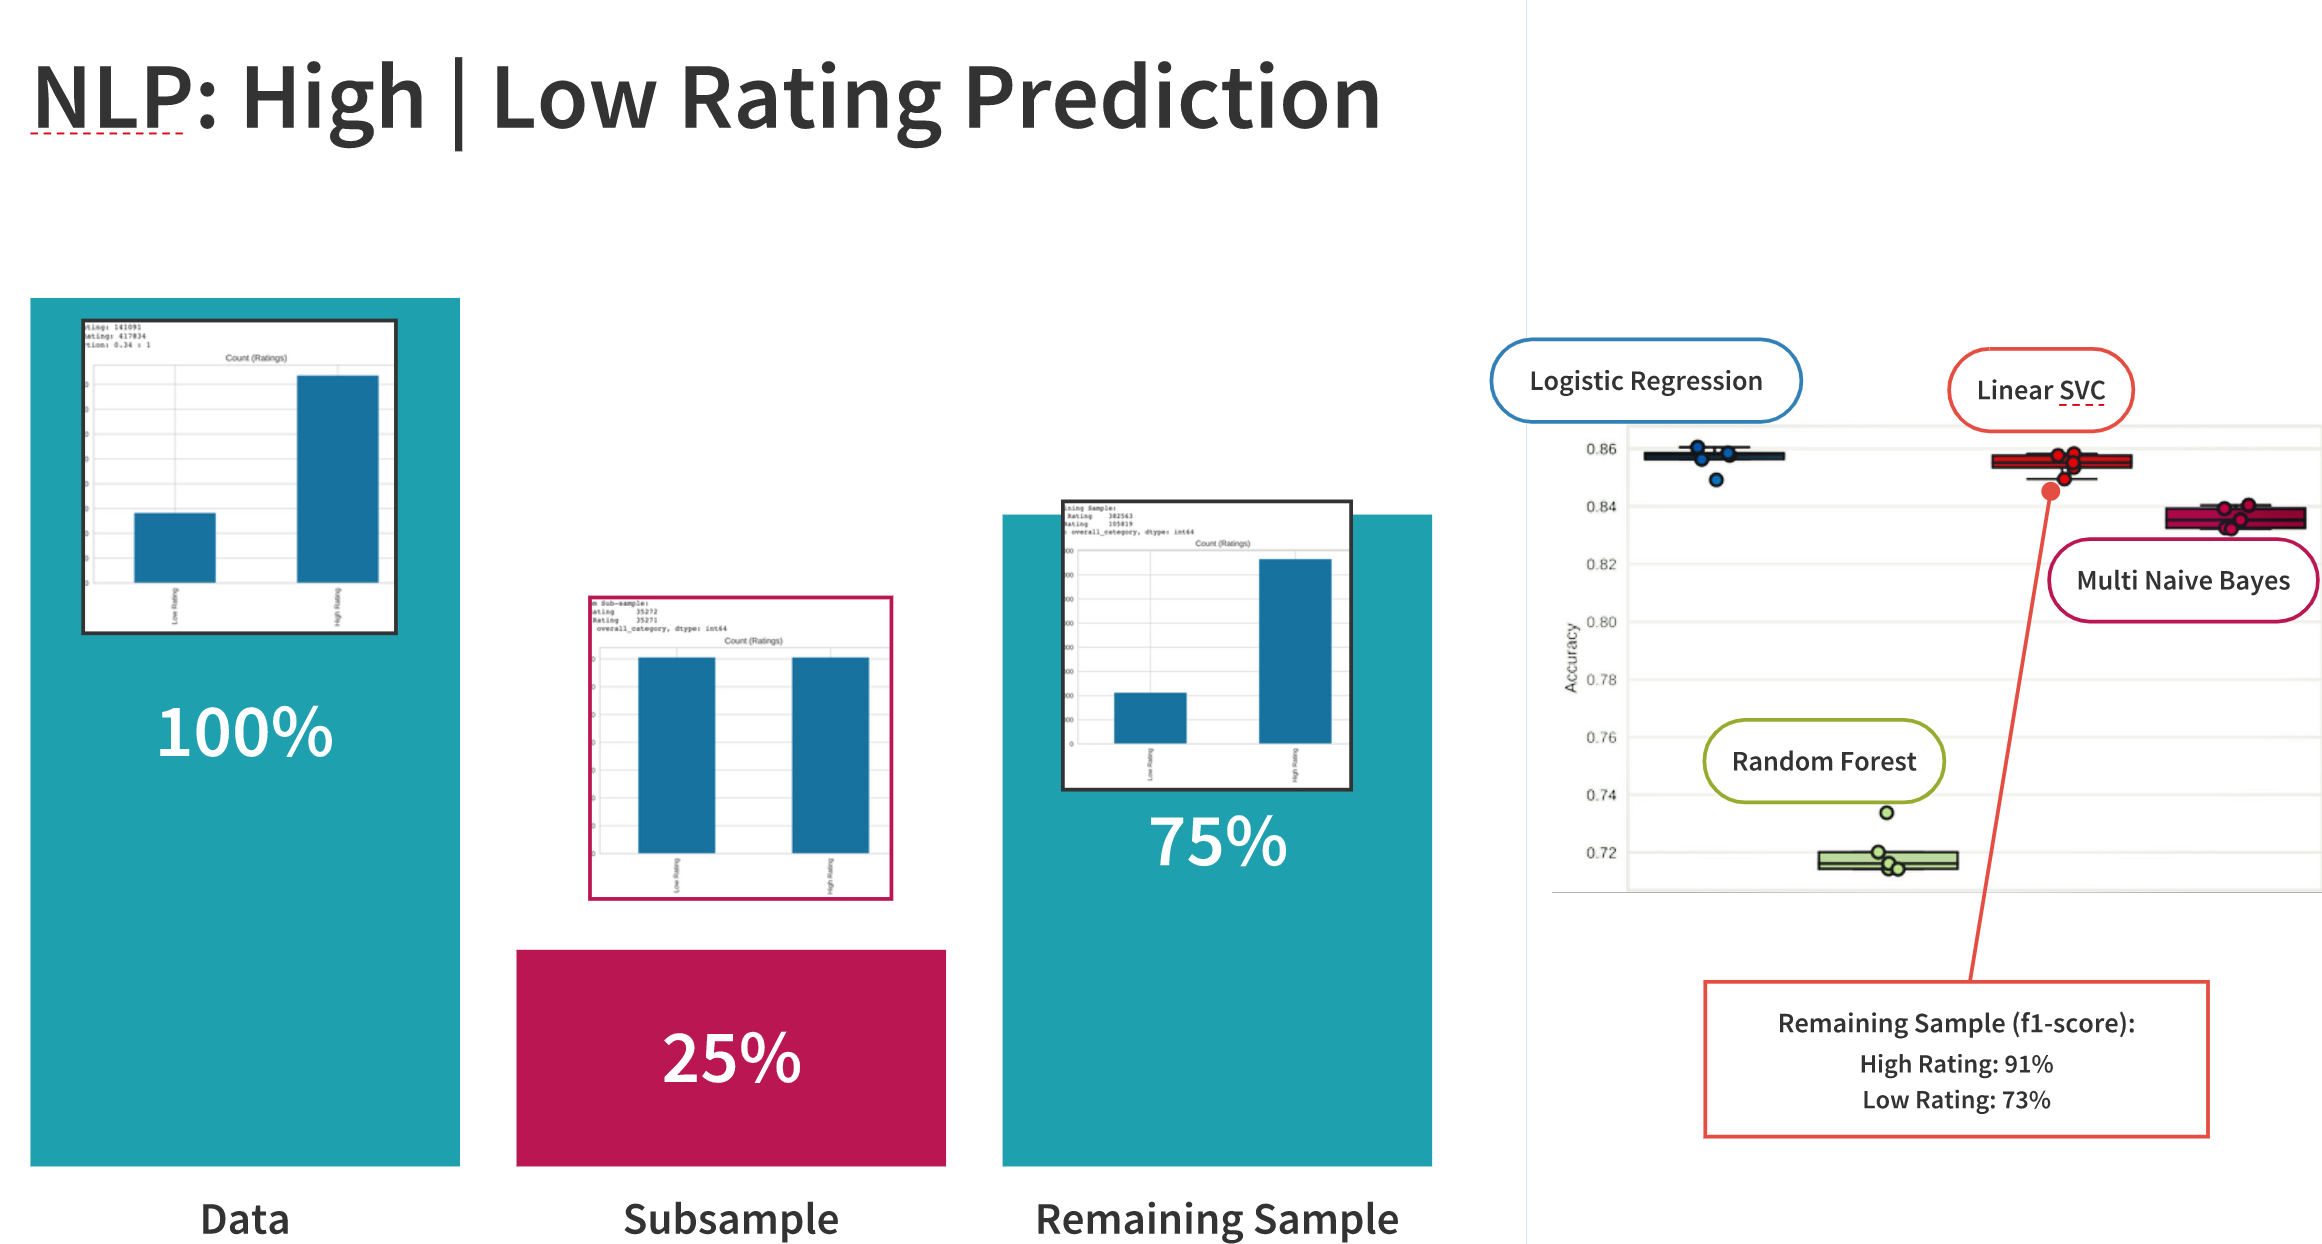 NLP: High | Low Rating Prediction
ting: 141091
ating: 417834
tion: 0.34 : 1
Count (Ratings)
Low Rating
High Rating
100%
Data
m Sub-sample:
ating 35272
Rating 35271
overall_category, dtype: int64
Count (Ratings)
Low Rating
High Rating
25%
Subsample
ining Sample:
Rating 382563
ating 105819
: overall_category, dtype: int64
Count (Ratings)
0
Low Rating
High Rating
75%
Remaining Sample
Logistic Regression
Linear SVC
Multi Naive Bayes
Random Forest
Accuracy
0.86
0.84
0.82
0.80
0.78
0.76
0.74
0.72
Remaining Sample (f1-score):
High Rating: 91%
Low Rating: 73%